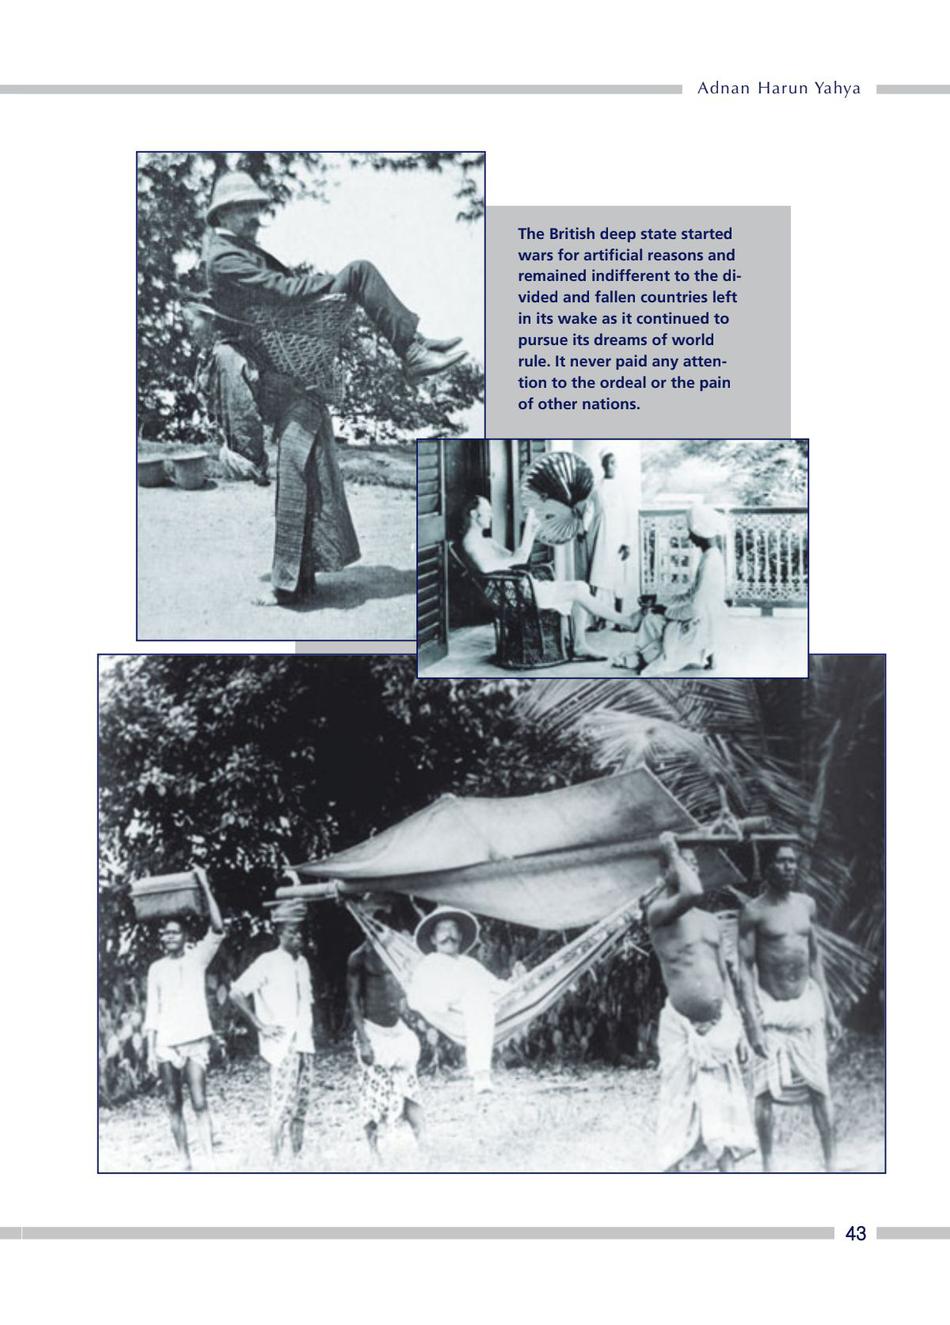 Adnan Harun Yahya
The British deep state started
wars for artificial reasons and
remained indifferent to the di-
vided and fallen countries left
in its wake as it continued to
pursue its dreams of world
rule. It never paid any atten-
tion to the ordeal or the pain
of other nations.
43